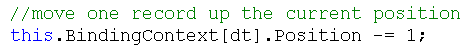 //move one record up the current position
this.BindingContext[dt].Position -= 1;